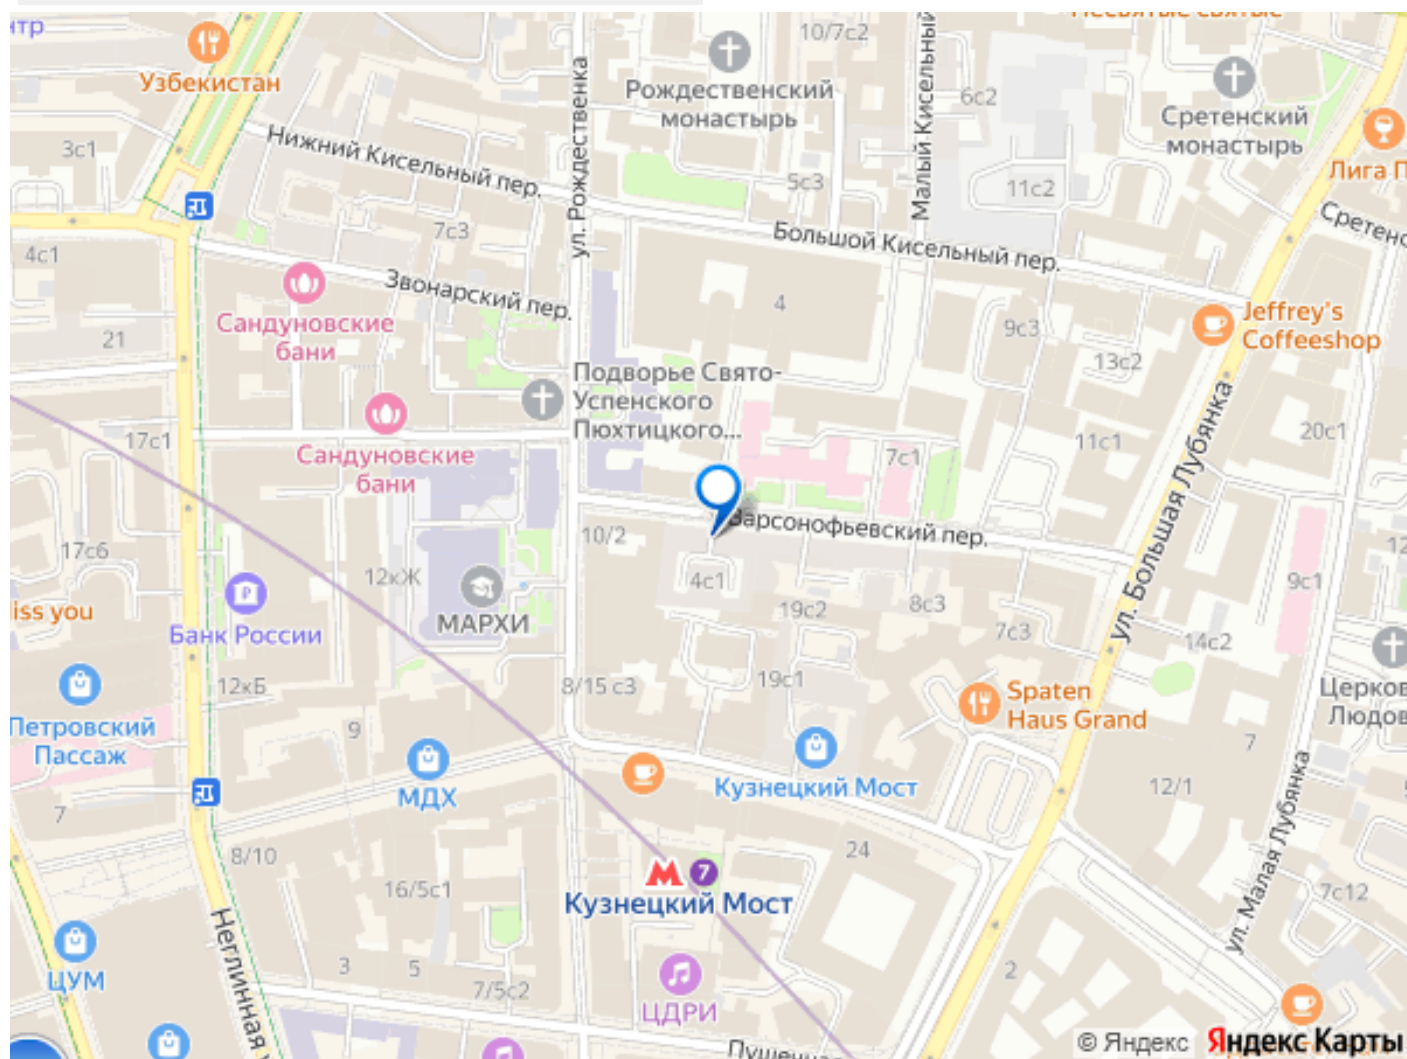 нтр
Узбекистан
Рождественский
монастырь
10/7с2
Малый Кисельный
6с2
Сретенский
монастырь
Лига П
3с1
Нижний Кисельный пер.
ул. Рождественка
5с3
11с2
Сретенс
4с1
7с3
Большой Кисельный пер.
Звонарский пер.
Сандуновские
бани
4
9с3
Jeffrey's
Coffeeshop
21
13с2
Подворье Свято-
Успенского
Пюхтицкого...
17с1
Сандуновские
бани
7с1
11с1
20с1
ул. Большая Лубянка
10/2
Варсонофьевский пер.
17с6
12кЖ
4с1
12
9с1
iss you
Банк России
МАРХИ
19с2
8с3
7с3
14с2
12кБ
8/15 с3
19с1
Spaten
Haus Grand
Церков
Людов
Петровский
Пассаж
9
МДХ
Кузнецкий Мост
7
12/1
7
8/10
24
16/5с1
7
Кузнецкий Мост
ул. Малая Лубянка
7с12
ЦУМ
Неглинная у
3
5
7/5с2
ЦДРИ
2
Пушечная
© Яндекс Яндекс Карты